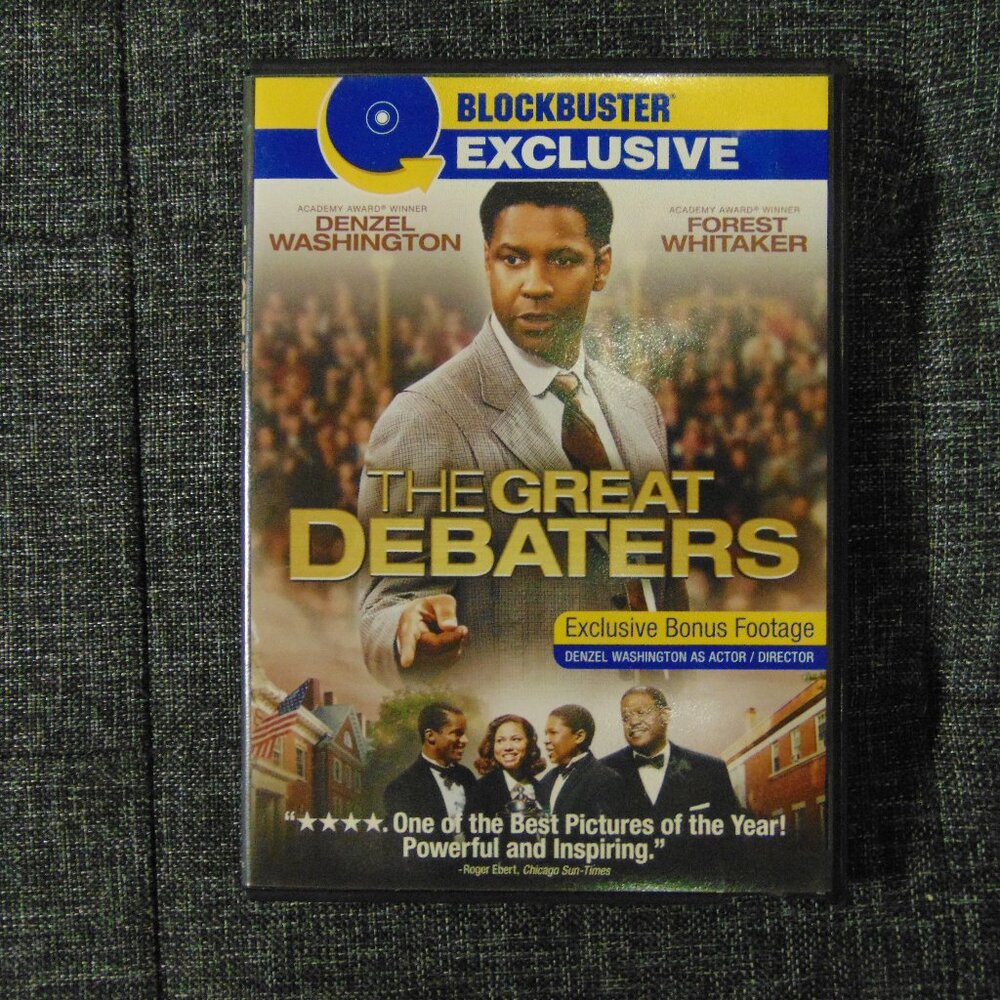 BLOCKBUSTER®
EXCLUSIVE
ACADEMY AWARD® WINNER
DENZEL
WASHINGTON
ACADEMY AWARD® WINNER
FOREST
WHITAKER
THE GREAT
DEBATERS
Exclusive Bonus Footage
DENZEL WASHINGTON AS ACTOR / DIRECTOR
“★★★★. One of the Best Pictures of the Year!
Powerful and Inspiring.”
-Roger Ebert, Chicago Sun-Times